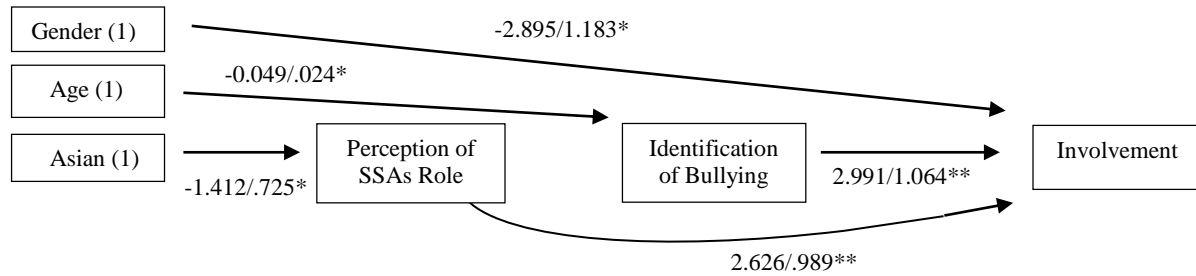 Gender (1)
-2.895/1.183*
Age (1)
-0.049/.024*
Asian (1)
-1.412/.725*
Perception of
SSAs Role
Identification
of Bullying
2.991/1.064**
Involvement
2.626/.989**